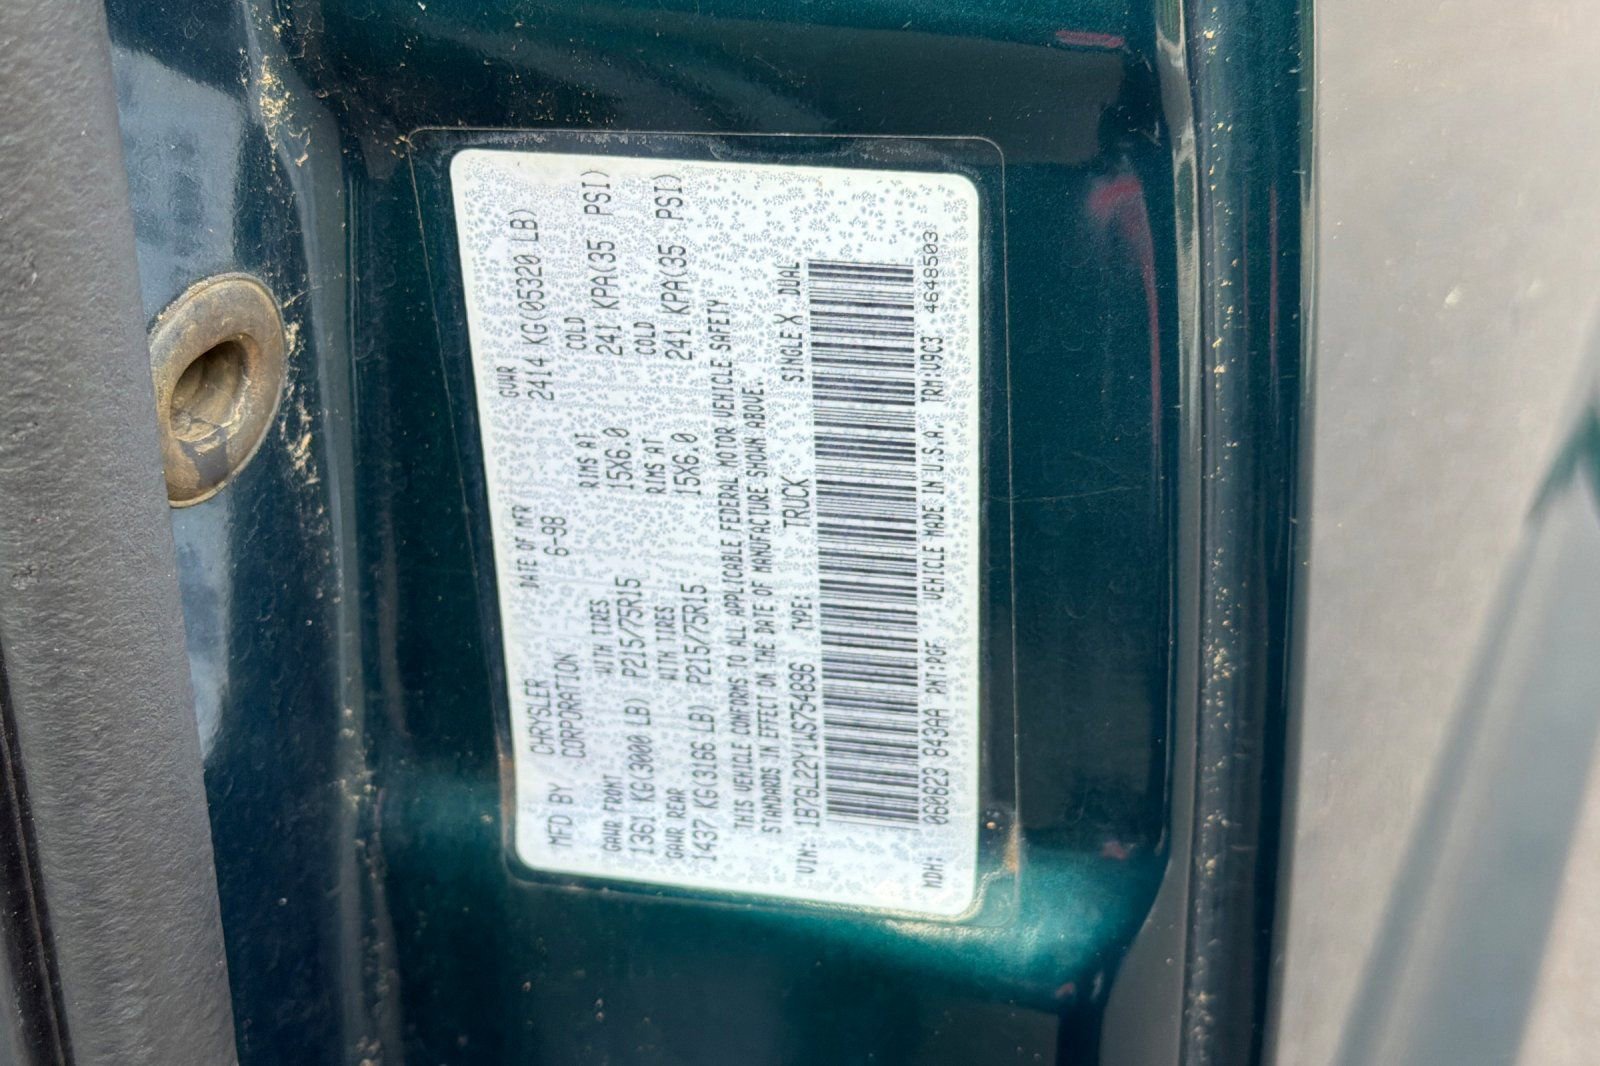 MFD BY CHRYSLER CORPORATION DATE OF MFR 6-98 GVWR 2414 KG(05320 LB)
GAWR FRONT WITH TIRES RIMS AT COLD
1361 KG(3000 LB) P215/75R15 15X6.0 241 KPA(35 PSI)
GAWR REAR WITH TIRES RIMS AT COLD
1437 KG(3166 LB) P215/75R15 15X6.0 241 KPA(35 PSI)
THIS VEHICLE CONFORMS TO ALL APPLICABLE FEDERAL MOTOR VEHICLE SAFETY
STANDARDS IN EFFECT ON THE DATE OF MANUFACTURE SHOWN ABOVE.
VIN: 1B7GL22Y1WS754896 TYPE: TRUCK SINGLE X DUAL
MDH: 060823 843AA PNT:PGF VEHICLE MADE IN U.S.A. TRM:V9C3 4648503